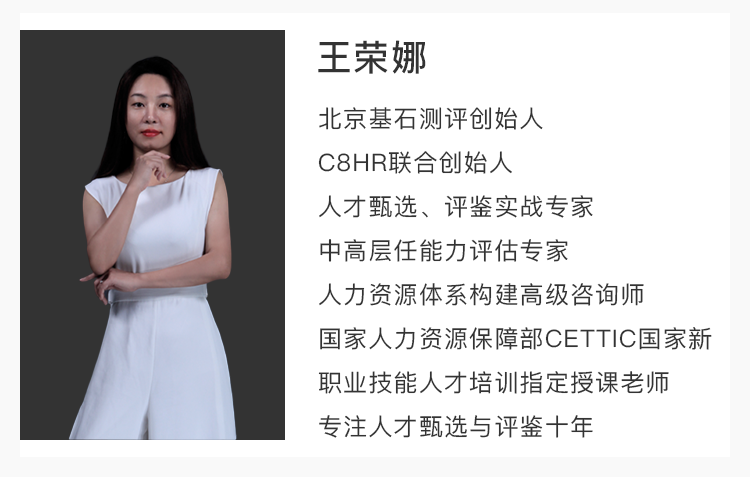 王荣娜
北京基石测评创始人
C8HR联合创始人
人才甄选、评鉴实战专家
中高层任能力评估专家
人力资源体系构建高级咨询师
国家人力资源保障部CETTIC国家新
职业技能人才培训指定授课老师
专注人才甄选与评鉴十年